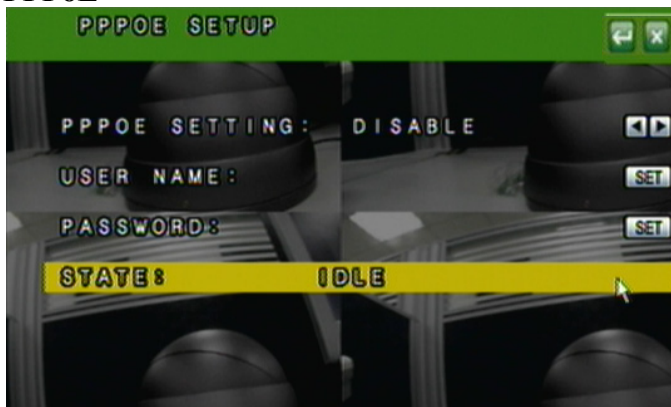 PPPOE SETUP
PPPOE SETTING: DISABLE
USER NAME: SET
PASSWORD: SET
STATE: IDLE